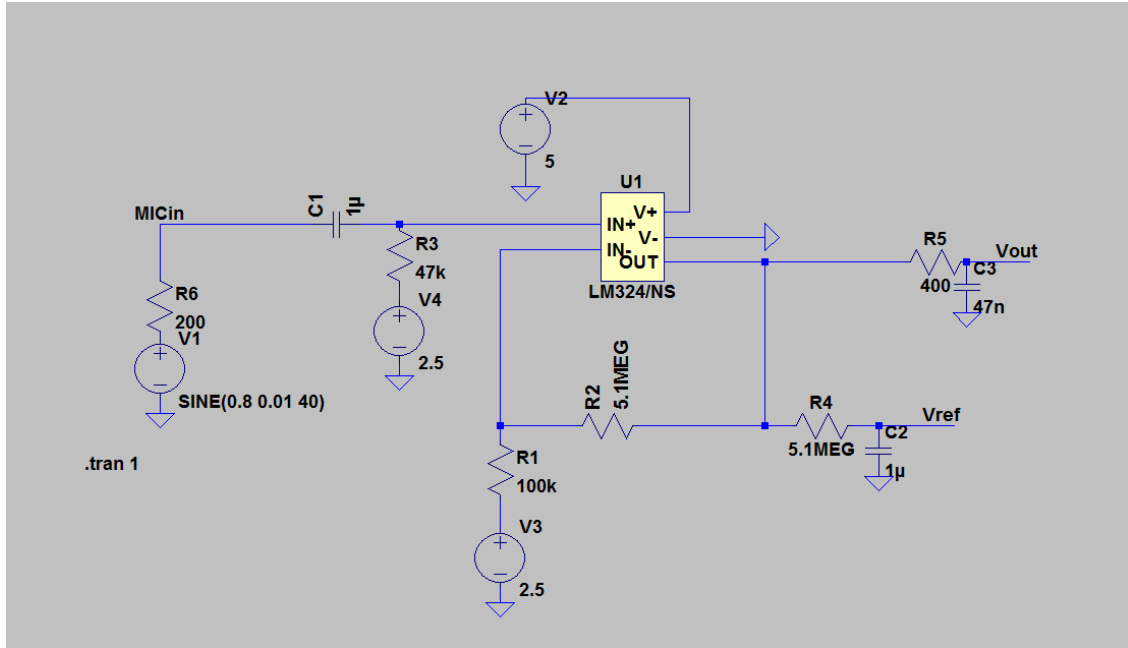 V2
5
U1
MICin
C1
1µ
V+
IN+
V-
IN-
OUT
LM324/NS
R3
47k
V4
2.5
R6
200
V1
SINE(0.8 0.01 40)
R5
400
Vout
C3
47n
R2
5.1MEG
R4
5.1MEG
Vref
C2
1µ
R1
100k
V3
2.5
.tran 1